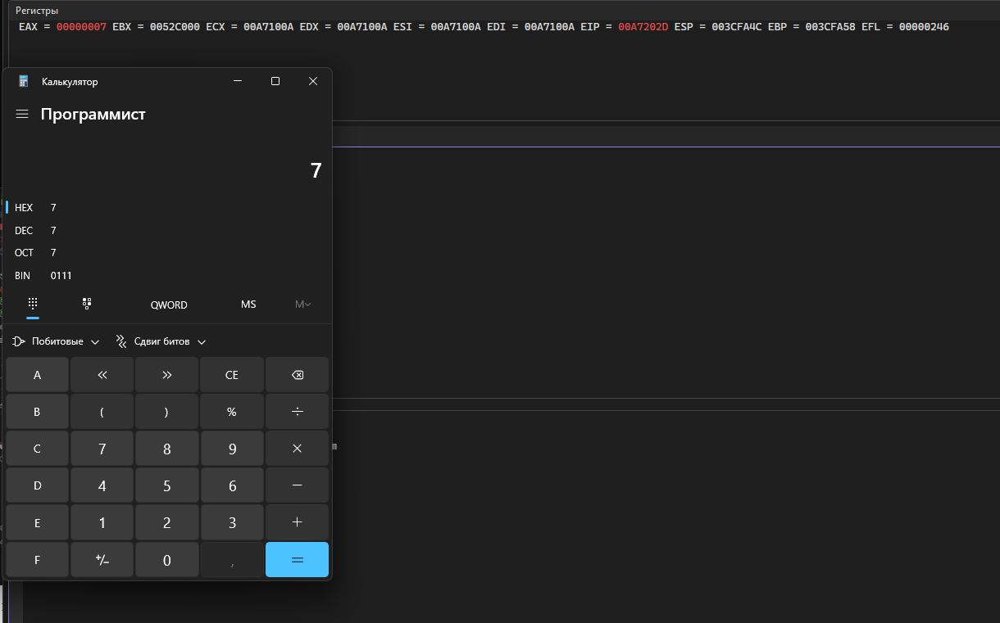 Регистры
EAX = 00000007 EBX = 0052C000 ECX = 00A7100A EDX = 00A7100A ESI = 00A7100A EDI = 00A7100A EIP = 00A7202D ESP = 003CFA4C EBP = 003CFA58 EFL = 00000246
Калькулятор
Программист
7
HEX 7
DEC 7
OCT 7
BIN 0111
QWORD MS M
Побитовые Сдвиг битов
A « » CE
B ( ) % ÷
C 7 8 9 ×
D 4 5 6 −
E 1 2 3 +
F +/− 0 , =